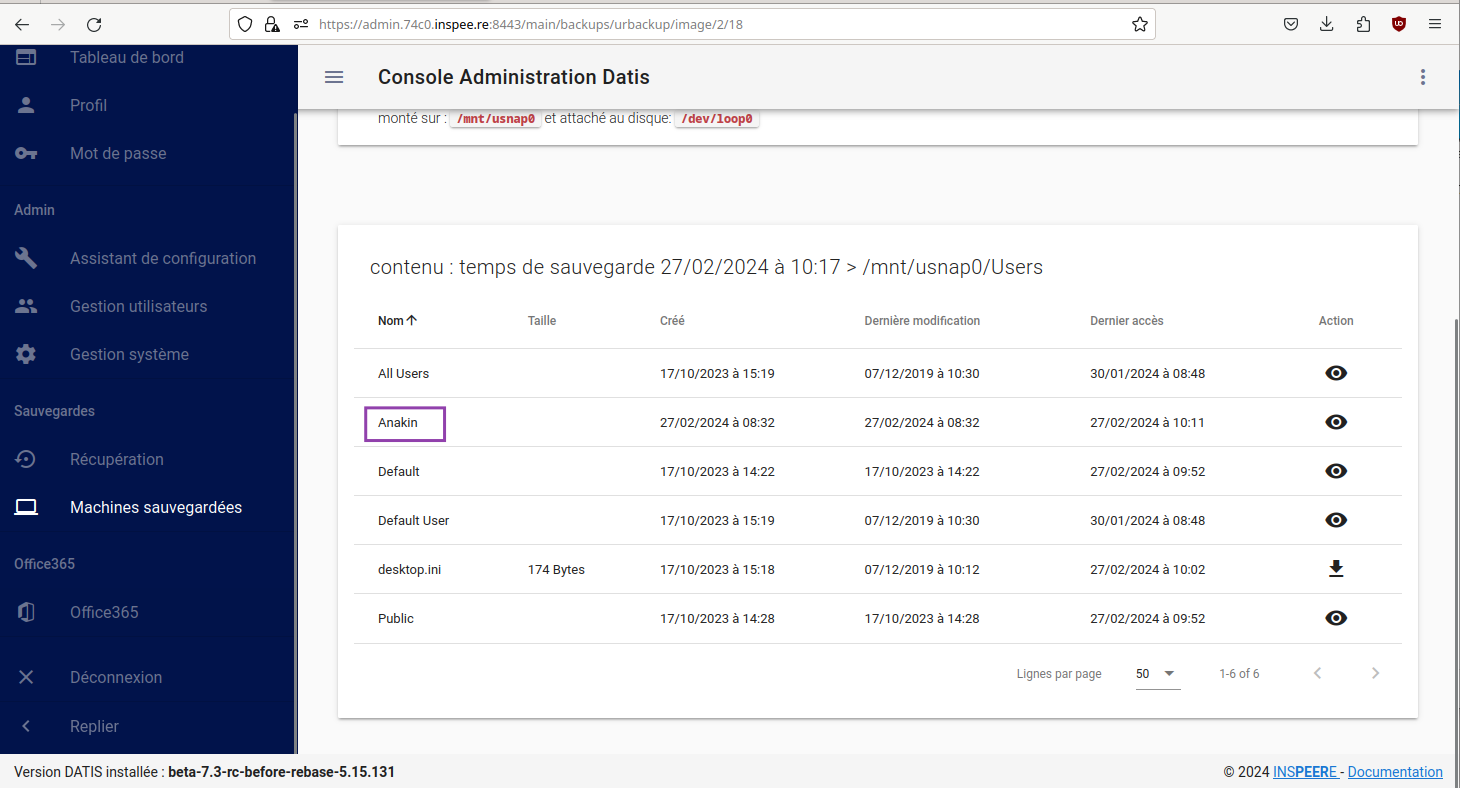 https://admin.74c0.inspee.re:8443/main/backups/urbackup/image/2/18
Tableau de bord
Profil
Mot de passe
Admin
Assistant de configuration
Gestion utilisateurs
Gestion système
Sauvegardes
Récupération
Machines sauvegardées
Office365
Office365
Déconnexion
Replier
Console Administration Datis
monté sur : /mnt/usnap0 et attaché au disque: /dev/loop0
contenu : temps de sauvegarde 27/02/2024 à 10:17 > /mnt/usnap0/Users
Nom Taille Créé Dernière modification Dernier accès Action
All Users 17/10/2023 à 15:19 07/12/2019 à 10:30 30/01/2024 à 08:48
Anakin 27/02/2024 à 08:32 27/02/2024 à 08:32 27/02/2024 à 10:11
Default 17/10/2023 à 14:22 17/10/2023 à 14:22 27/02/2024 à 09:52
Default User 17/10/2023 à 15:19 07/12/2019 à 10:30 30/01/2024 à 08:48
desktop.ini 174 Bytes 17/10/2023 à 15:18 07/12/2019 à 10:12 27/02/2024 à 10:02
Public 17/10/2023 à 14:28 17/10/2023 à 14:28 27/02/2024 à 09:52
Lignes par page 50 1-6 of 6
Version DATIS installée : beta-7.3-rc-before-rebase-5.15.131
© 2024 INSPEERE - Documentation